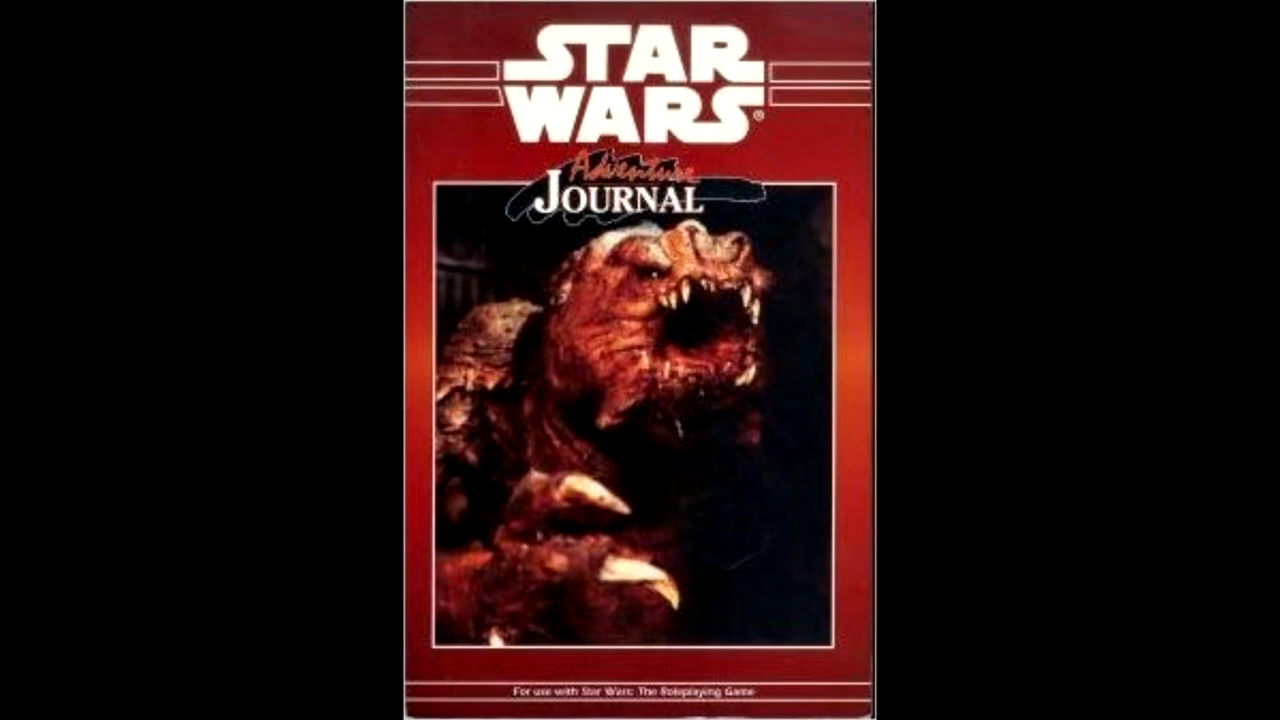 STAR
WARS®
Adventure
JOURNAL
For use with Star Wars: The Roleplaying Game